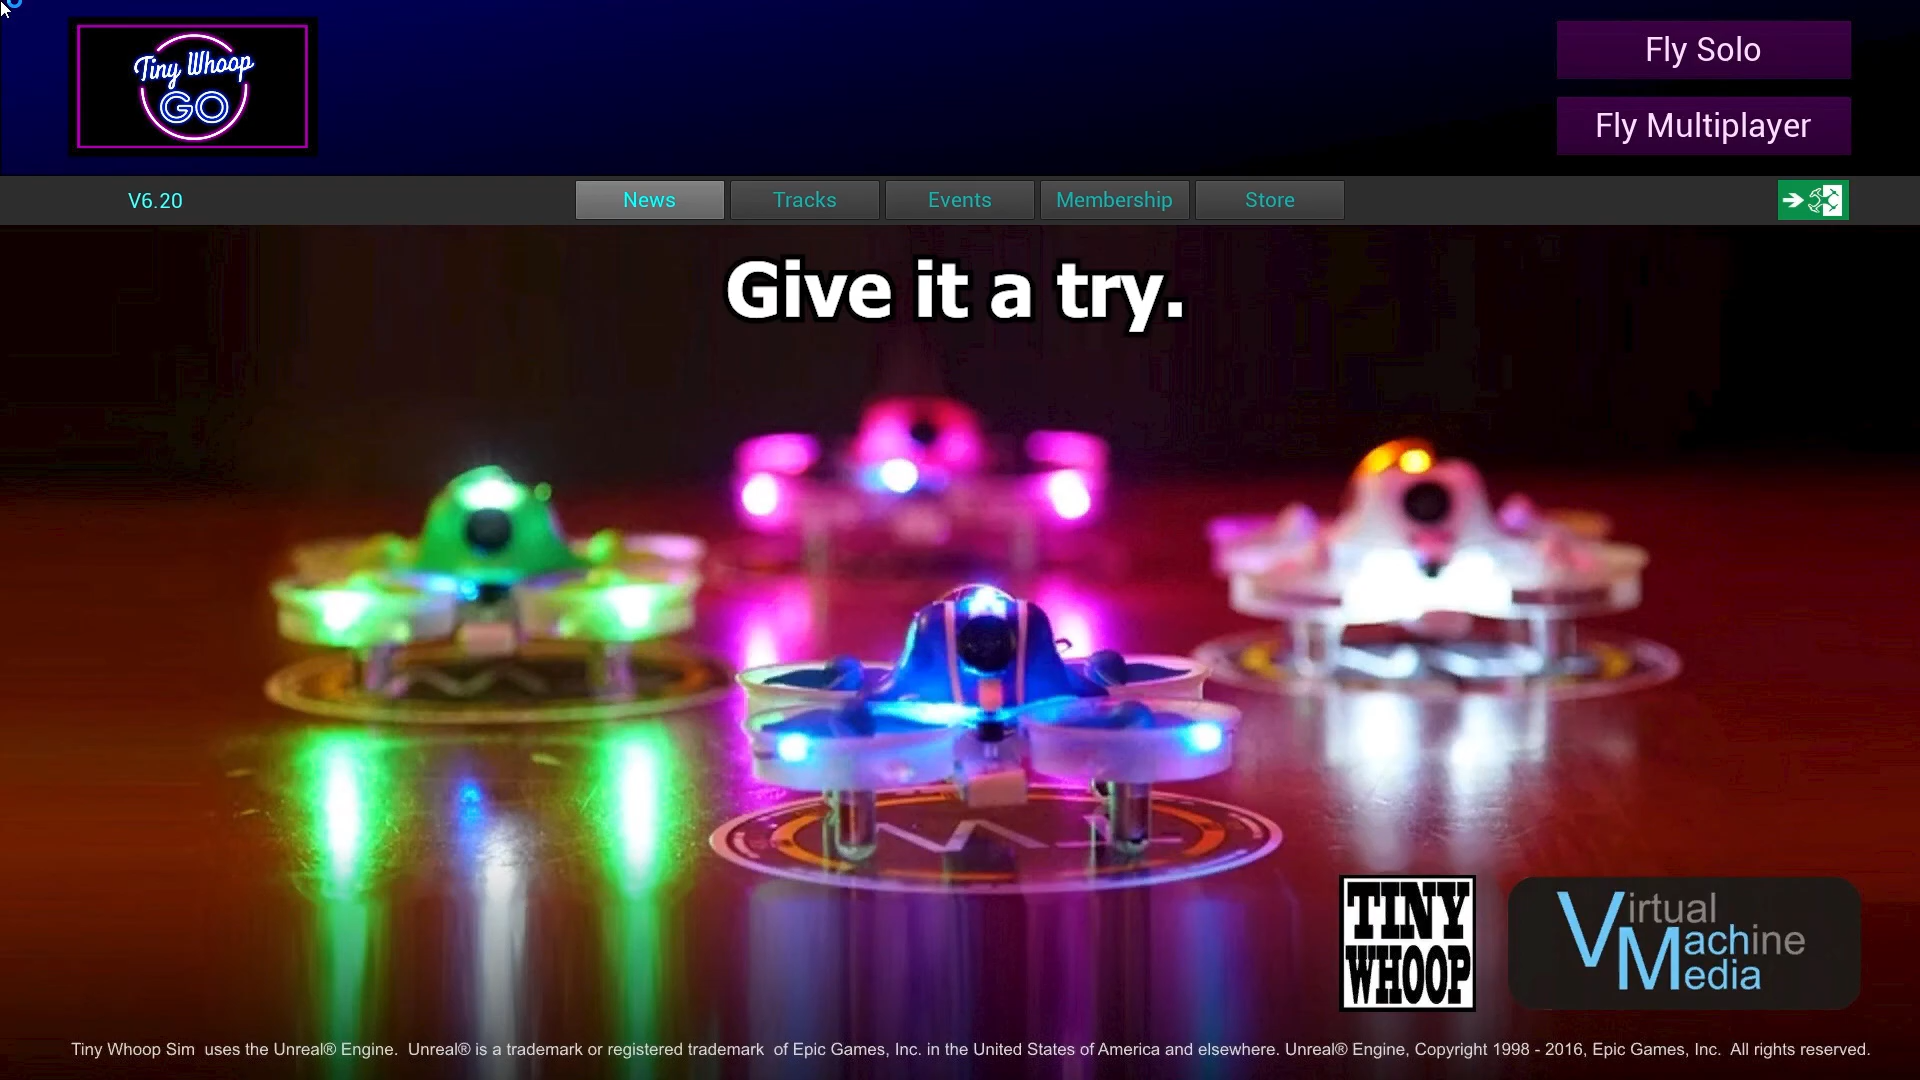 Tiny Whoop
GO
Fly Solo
Fly Multiplayer
V6.20
News
Tracks
Events
Membership
Store
Give it a try.
TINY
WHOOP
Virtual
Machine
Media
Tiny Whoop Sim uses the Unreal® Engine. Unreal® is a trademark or registered trademark of Epic Games, Inc. in the United States of America and elsewhere. Unreal® Engine, Copyright 1998 - 2016, Epic Games, Inc. All rights reserved.